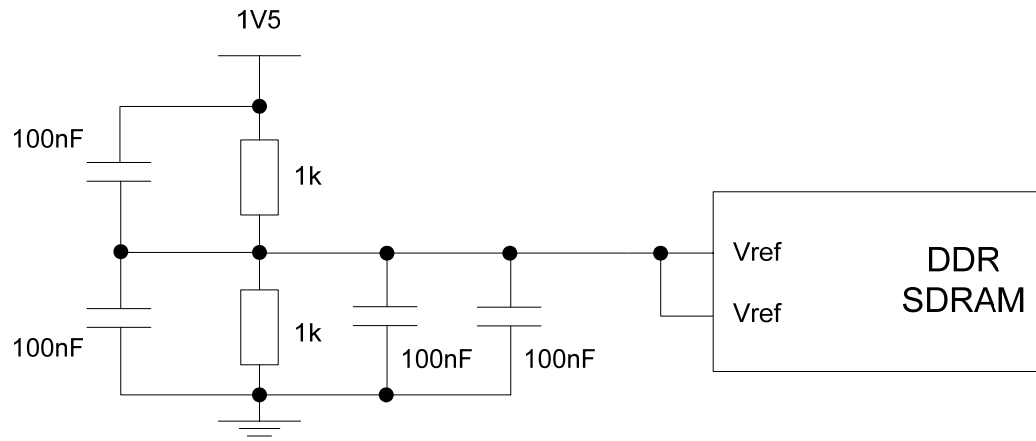 1V5
100nF
1k
Vref
DDR
SDRAM
Vref
100nF
1k
100nF
100nF